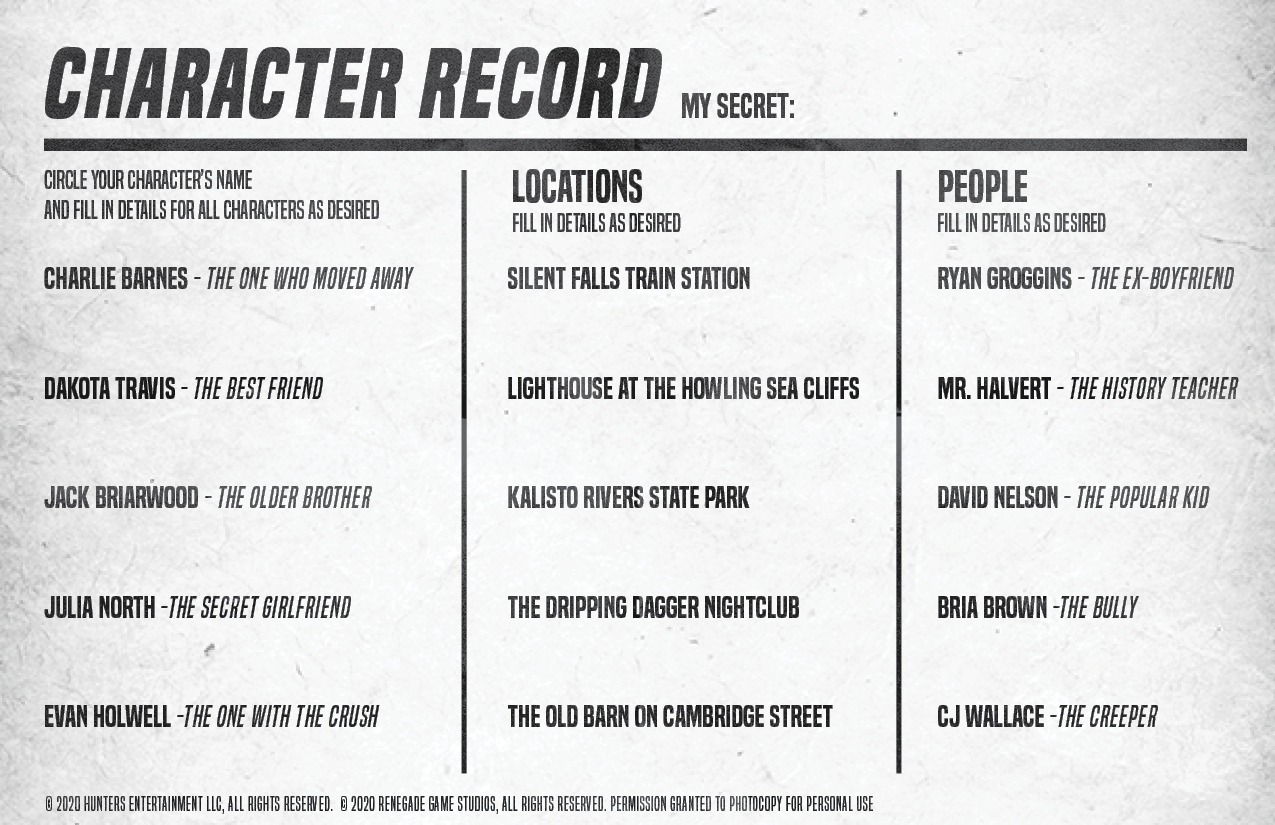 CHARACTER RECORD MY SECRET:
CIRCLE YOUR CHARACTER'S NAME
AND FILL IN DETAILS FOR ALL CHARACTERS AS DESIRED
CHARLIE BARNES - THE ONE WHO MOVED AWAY
DAKOTA TRAVIS - THE BEST FRIEND
JACK BRIARWOOD - THE OLDER BROTHER
JULIA NORTH -THE SECRET GIRLFRIEND
EVAN HOLWELL -THE ONE WITH THE CRUSH
LOCATIONS
FILL IN DETAILS AS DESIRED
SILENT FALLS TRAIN STATION
LIGHTHOUSE AT THE HOWLING SEA CLIFFS
KALISTO RIVERS STATE PARK
THE DRIPPING DAGGER NIGHTCLUB
THE OLD BARN ON CAMBRIDGE STREET
PEOPLE
FILL IN DETAILS AS DESIRED
RYAN GROGGINS - THE EX-BOYFRIEND
MR. HALVERT - THE HISTORY TEACHER
DAVID NELSON - THE POPULAR KID
BRIA BROWN -THE BULLY
CJ WALLACE -THE CREEPER
© 2020 HUNTERS ENTERTAINMENT LLC, ALL RIGHTS RESERVED. © 2020 RENEGADE GAME STUDIOS, ALL RIGHTS RESERVED. PERMISSION GRANTED TO PHOTOCOPY FOR PERSONAL USE